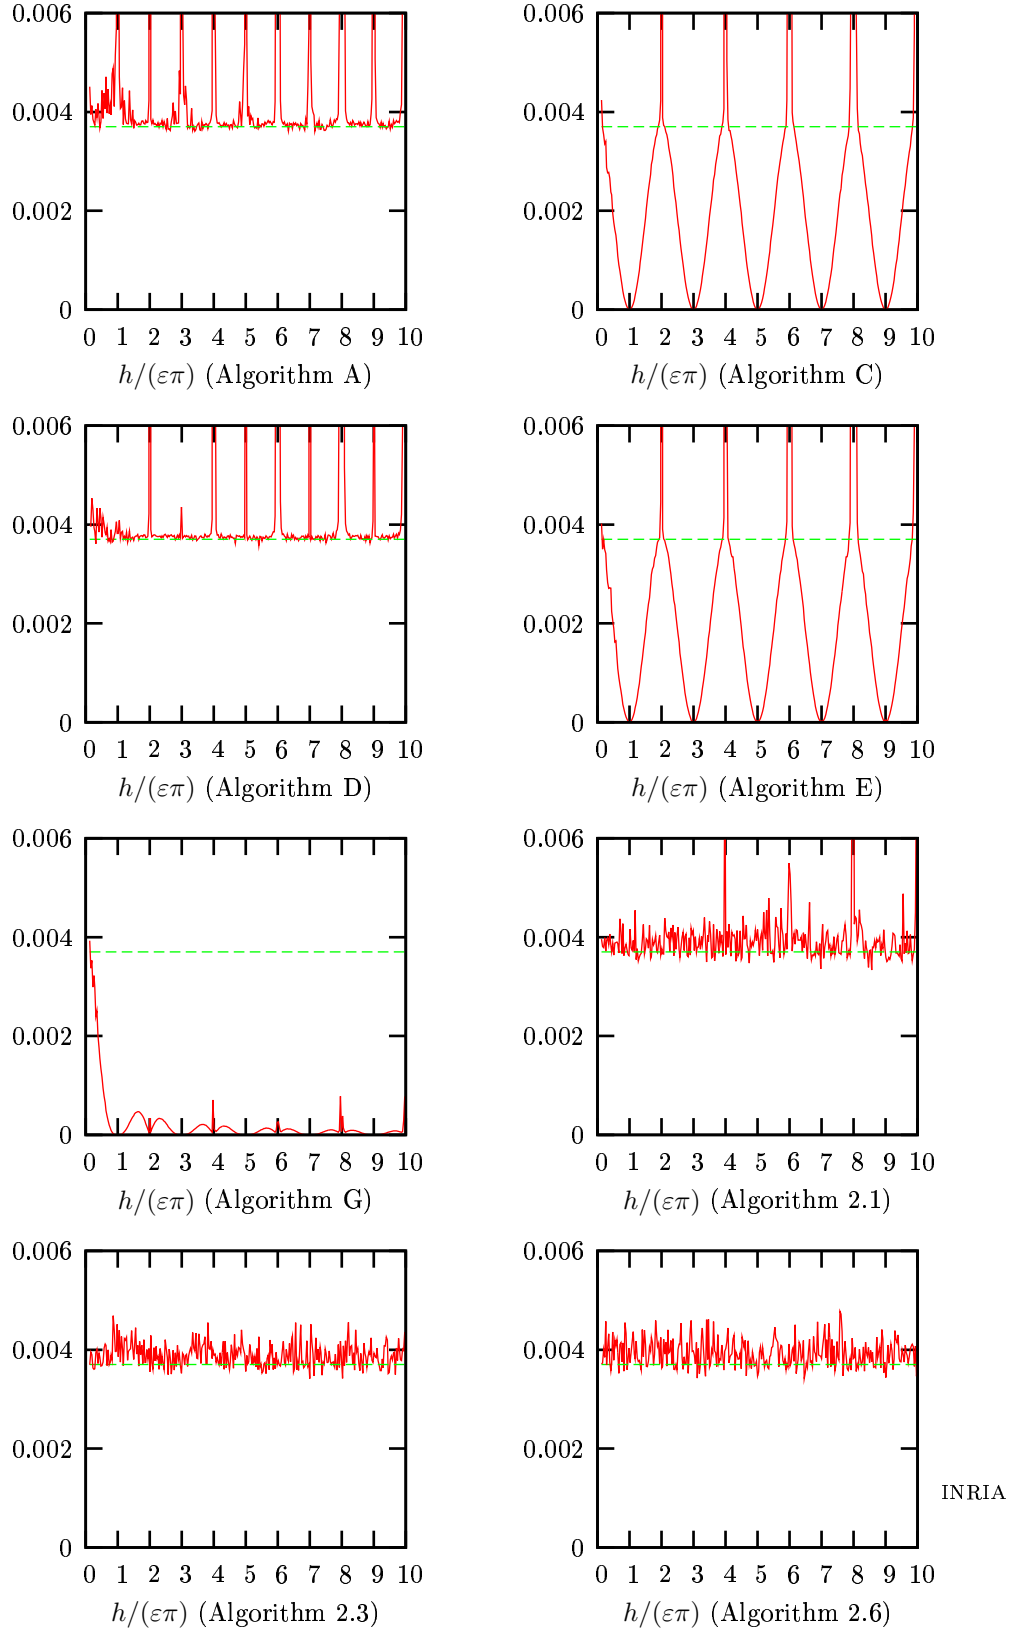 0.006
0.004
0.002
0
0 1 2 3 4 5 6 7 8 9 10
h/(επ) (Algorithm A)
0.006
0.004
0.002
0
0 1 2 3 4 5 6 7 8 9 10
h/(επ) (Algorithm C)
0.006
0.004
0.002
0
0 1 2 3 4 5 6 7 8 9 10
h/(επ) (Algorithm D)
0.006
0.004
0.002
0
0 1 2 3 4 5 6 7 8 9 10
h/(επ) (Algorithm E)
0.006
0.004
0.002
0
0 1 2 3 4 5 6 7 8 9 10
h/(επ) (Algorithm G)
0.006
0.004
0.002
0
0 1 2 3 4 5 6 7 8 9 10
h/(επ) (Algorithm 2.1)
0.006
0.004
0.002
0
0 1 2 3 4 5 6 7 8 9 10
h/(επ) (Algorithm 2.3)
0.006
0.004
0.002
0
0 1 2 3 4 5 6 7 8 9 10
h/(επ) (Algorithm 2.6)
INRIA